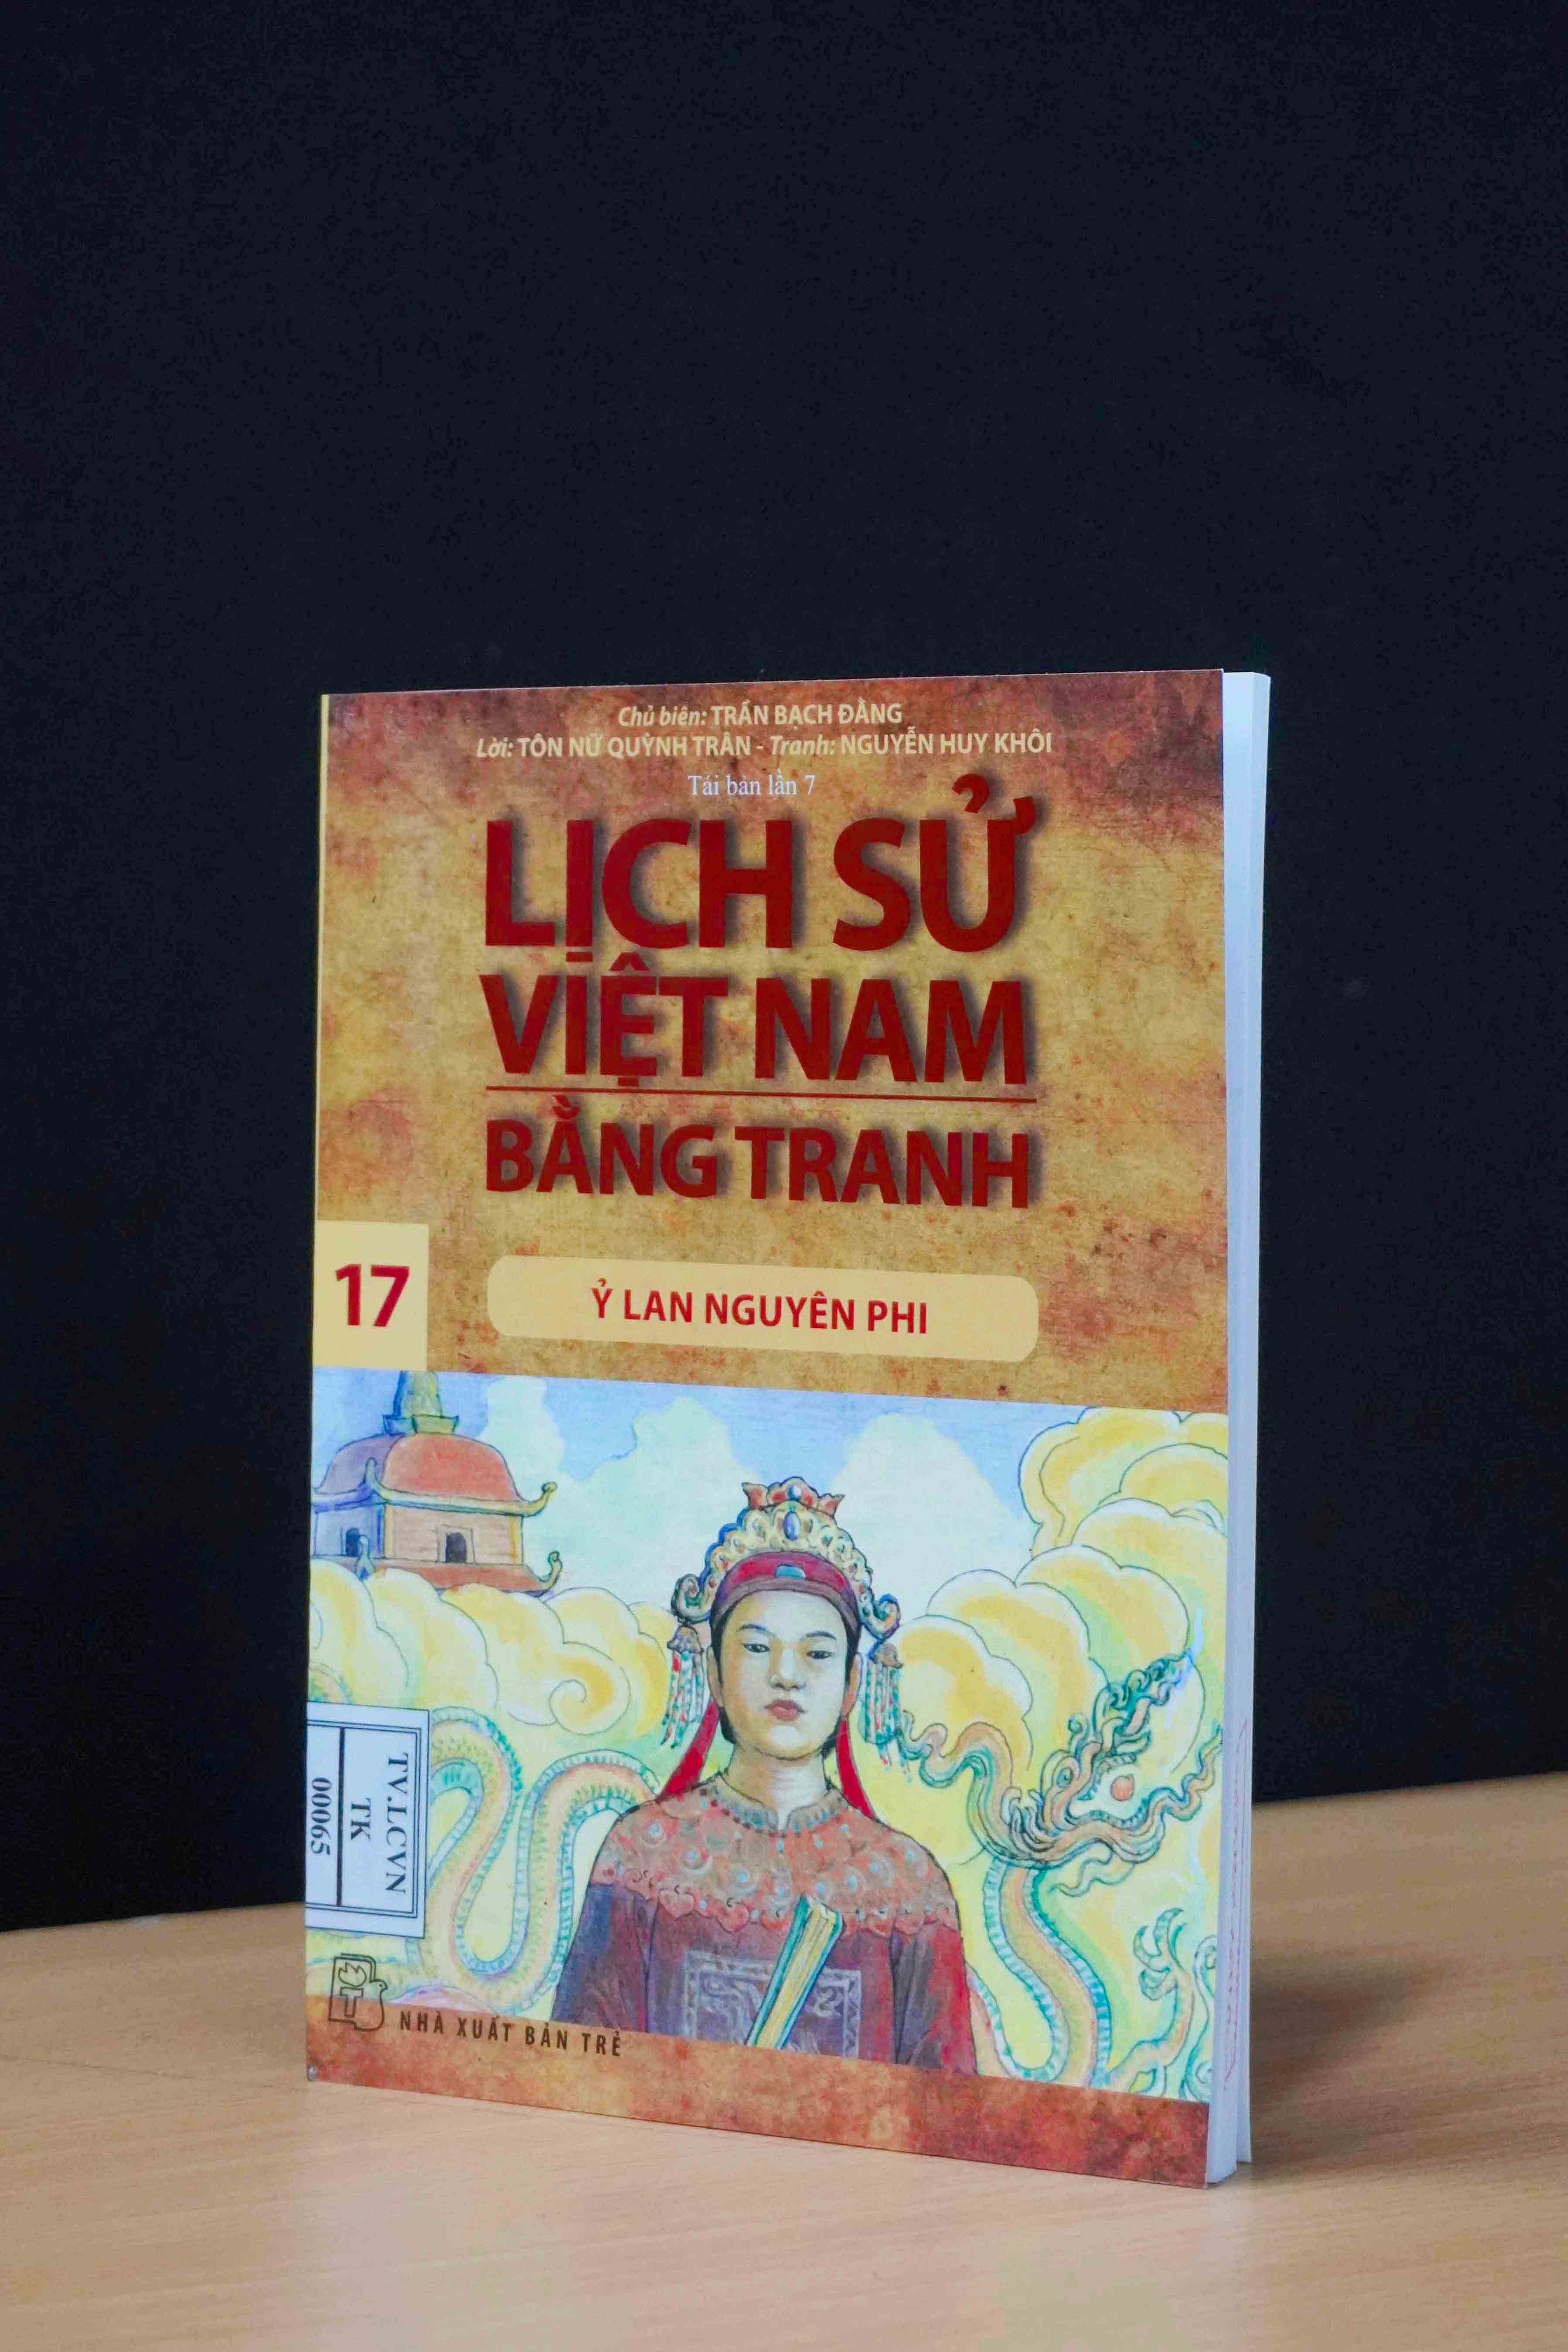 Chủ biên: TRẦN BẠCH ĐẰNG
Lời: TÔN NỮ QUỲNH TRÂN - Tranh: NGUYỄN HUY KHÔI
Tái bản lần 7
LỊCH SỬ
VIỆT NAM
BẰNG TRANH
17
Ỷ LAN NGUYÊN PHI
TV.LCVN
TK
00065
NHÀ XUẤT BẢN TRẺ